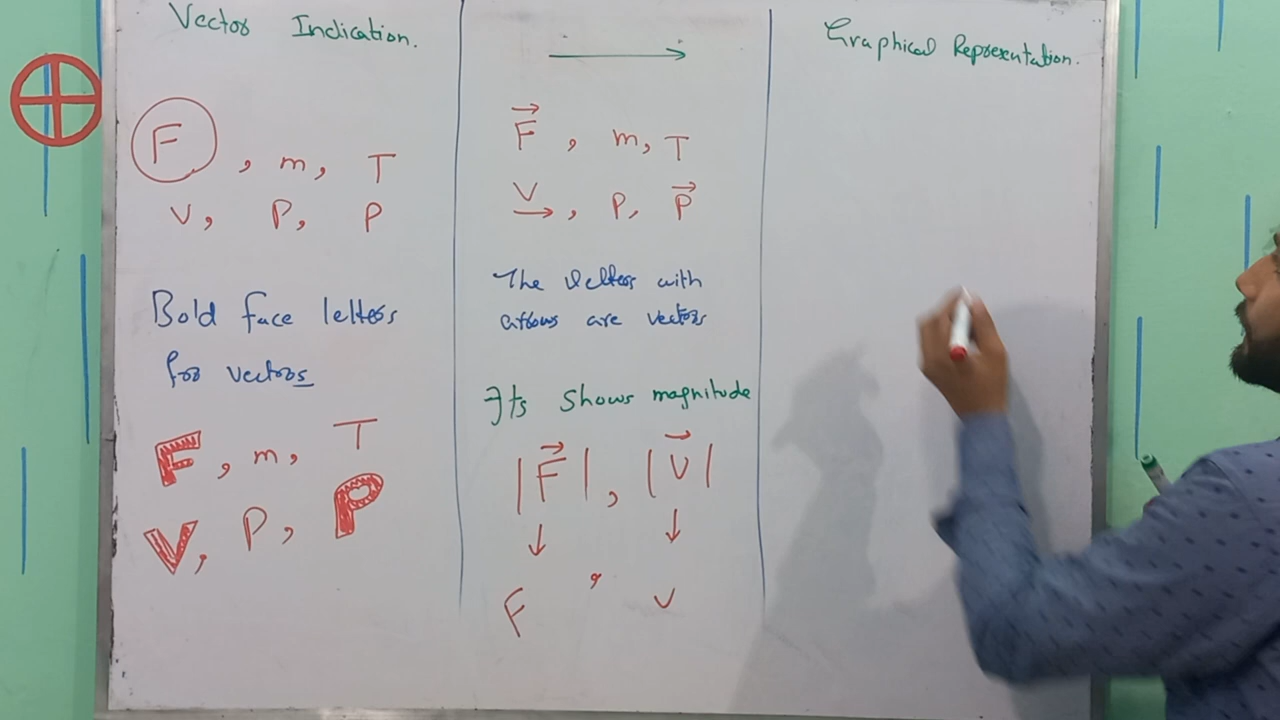 Vector Indication.
F, m, T
V, P, P
Bold face letters
for vectors
F, m, T
V, P, P
F⃗, m, T
V⃗, P, P⃗
The letters with
arrows are vectors
Its shows magnitude
|F⃗|, |V⃗|
↓ ↓
F, V
Graphical Representation.